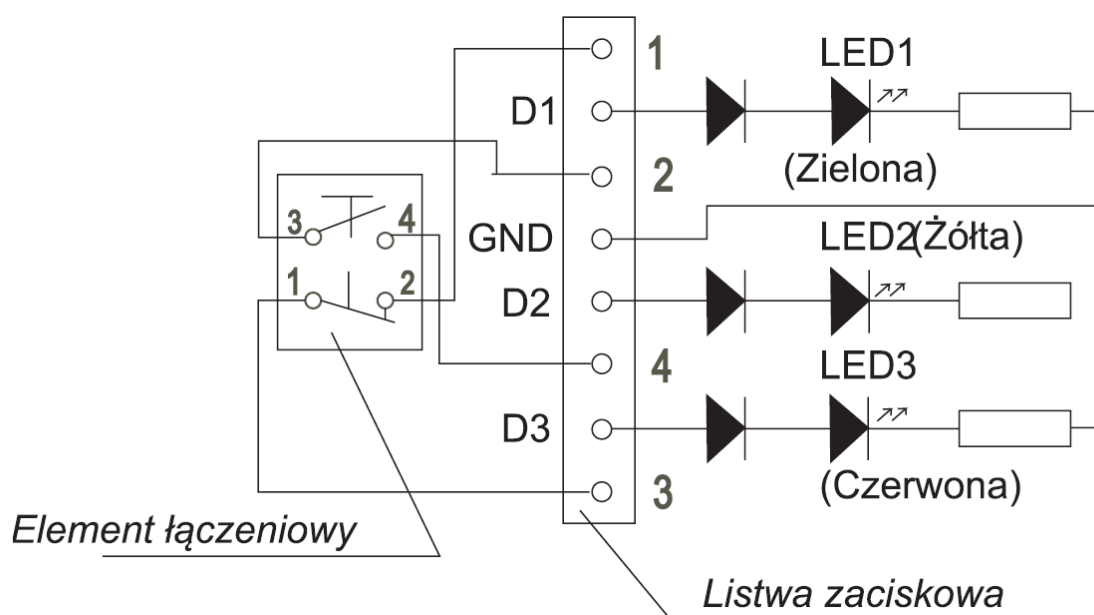 1
LED1
D1
2
(Zielona)
3
4
GND
LED2(Żółta)
1
2
D2
4
LED3
D3
3
(Czerwona)
Element łączeniowy
Listwa zaciskowa